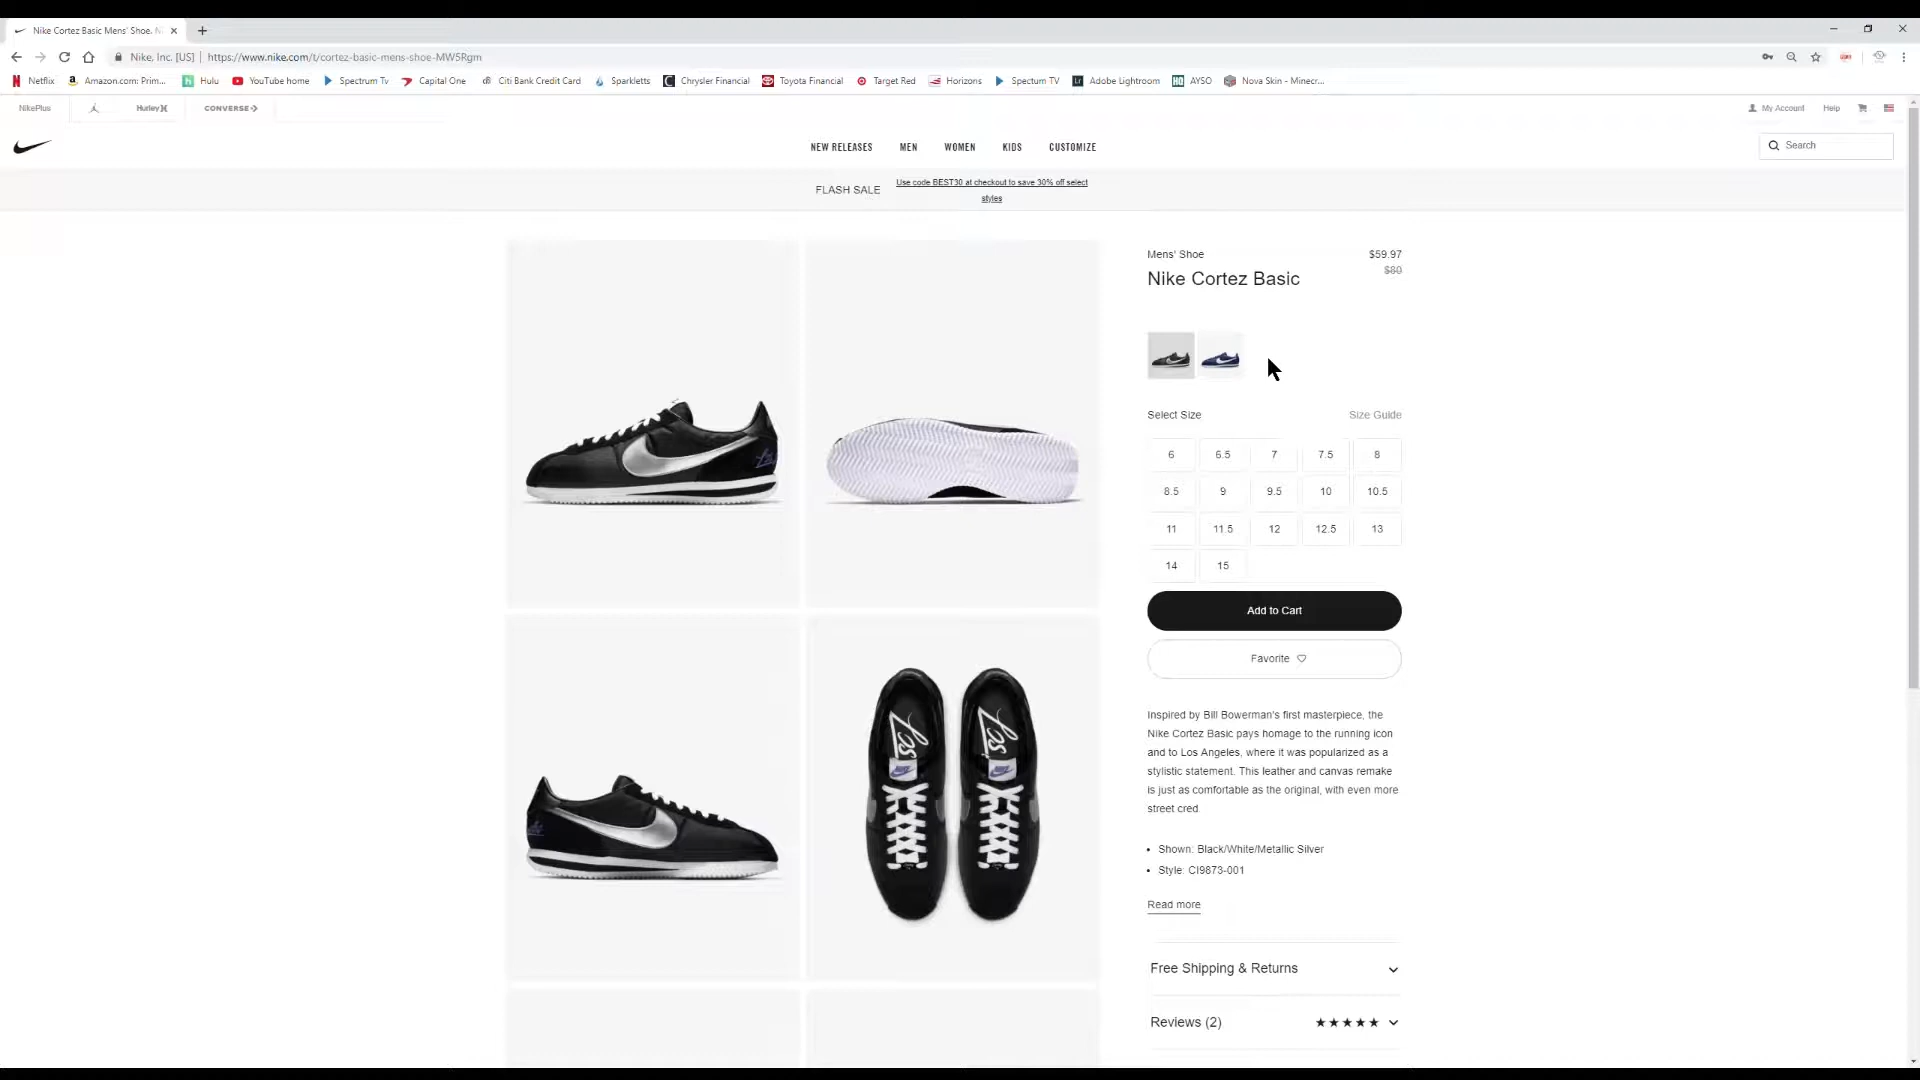 Nike Cortez Basic Mens' Shoe. N
Nike, Inc. [US] | https://www.nike.com/t/cortez-basic-mens-shoe-MW5Rgm
Netflix Amazon.com: Prim... Hulu YouTube home Spectrum Tv Capital One Citi Bank Credit Card Sparkletts Chrysler Financial Toyota Financial Target Red Horizons Spectum TV Adobe Lightroom AYSO Nova Skin - Minecr...
NikePlus Hurley CONVERSE My Account Help
NEW RELEASES MEN WOMEN KIDS CUSTOMIZE Search
FLASH SALE Use code BEST30 at checkout to save 30% off select
styles
Mens' Shoe $59.97
$80
Nike Cortez Basic
Select Size Size Guide
6 6.5 7 7.5 8
8.5 9 9.5 10 10.5
11 11.5 12 12.5 13
14 15
Add to Cart
Favorite
Inspired by Bill Bowerman's first masterpiece, the
Nike Cortez Basic pays homage to the running icon
and to Los Angeles, where it was popularized as a
stylistic statement. This leather and canvas remake
is just as comfortable as the original, with even more
street cred.
• Shown: Black/White/Metallic Silver
• Style: CI9873-001
Read more
Free Shipping & Returns
Reviews (2) ★★★★★
Los Los